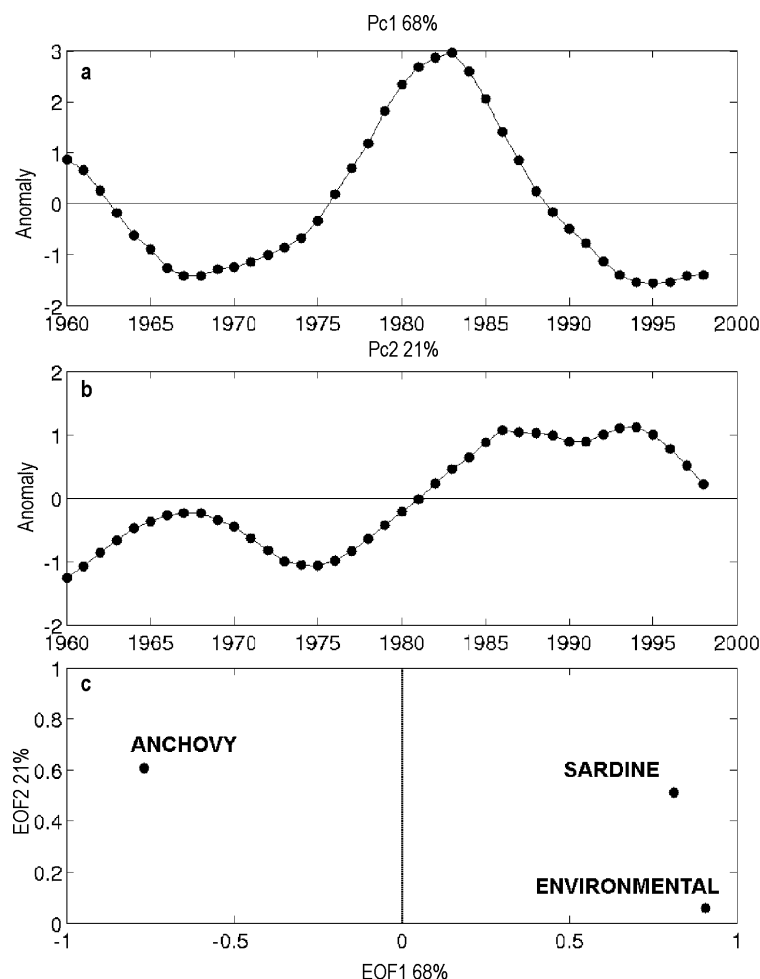 Pc1 68%
a
Anomaly
3
2
1
0
-1
-2
1960 1965 1970 1975 1980 1985 1990 1995 2000
Pc2 21%
b
Anomaly
2
1
0
-1
-2
1960 1965 1970 1975 1980 1985 1990 1995 2000
c
EOF2 21%
1
0.8
0.6
0.4
0.2
0
ANCHOVY
SARDINE
ENVIRONMENTAL
-1 -0.5 0 0.5 1
EOF1 68%